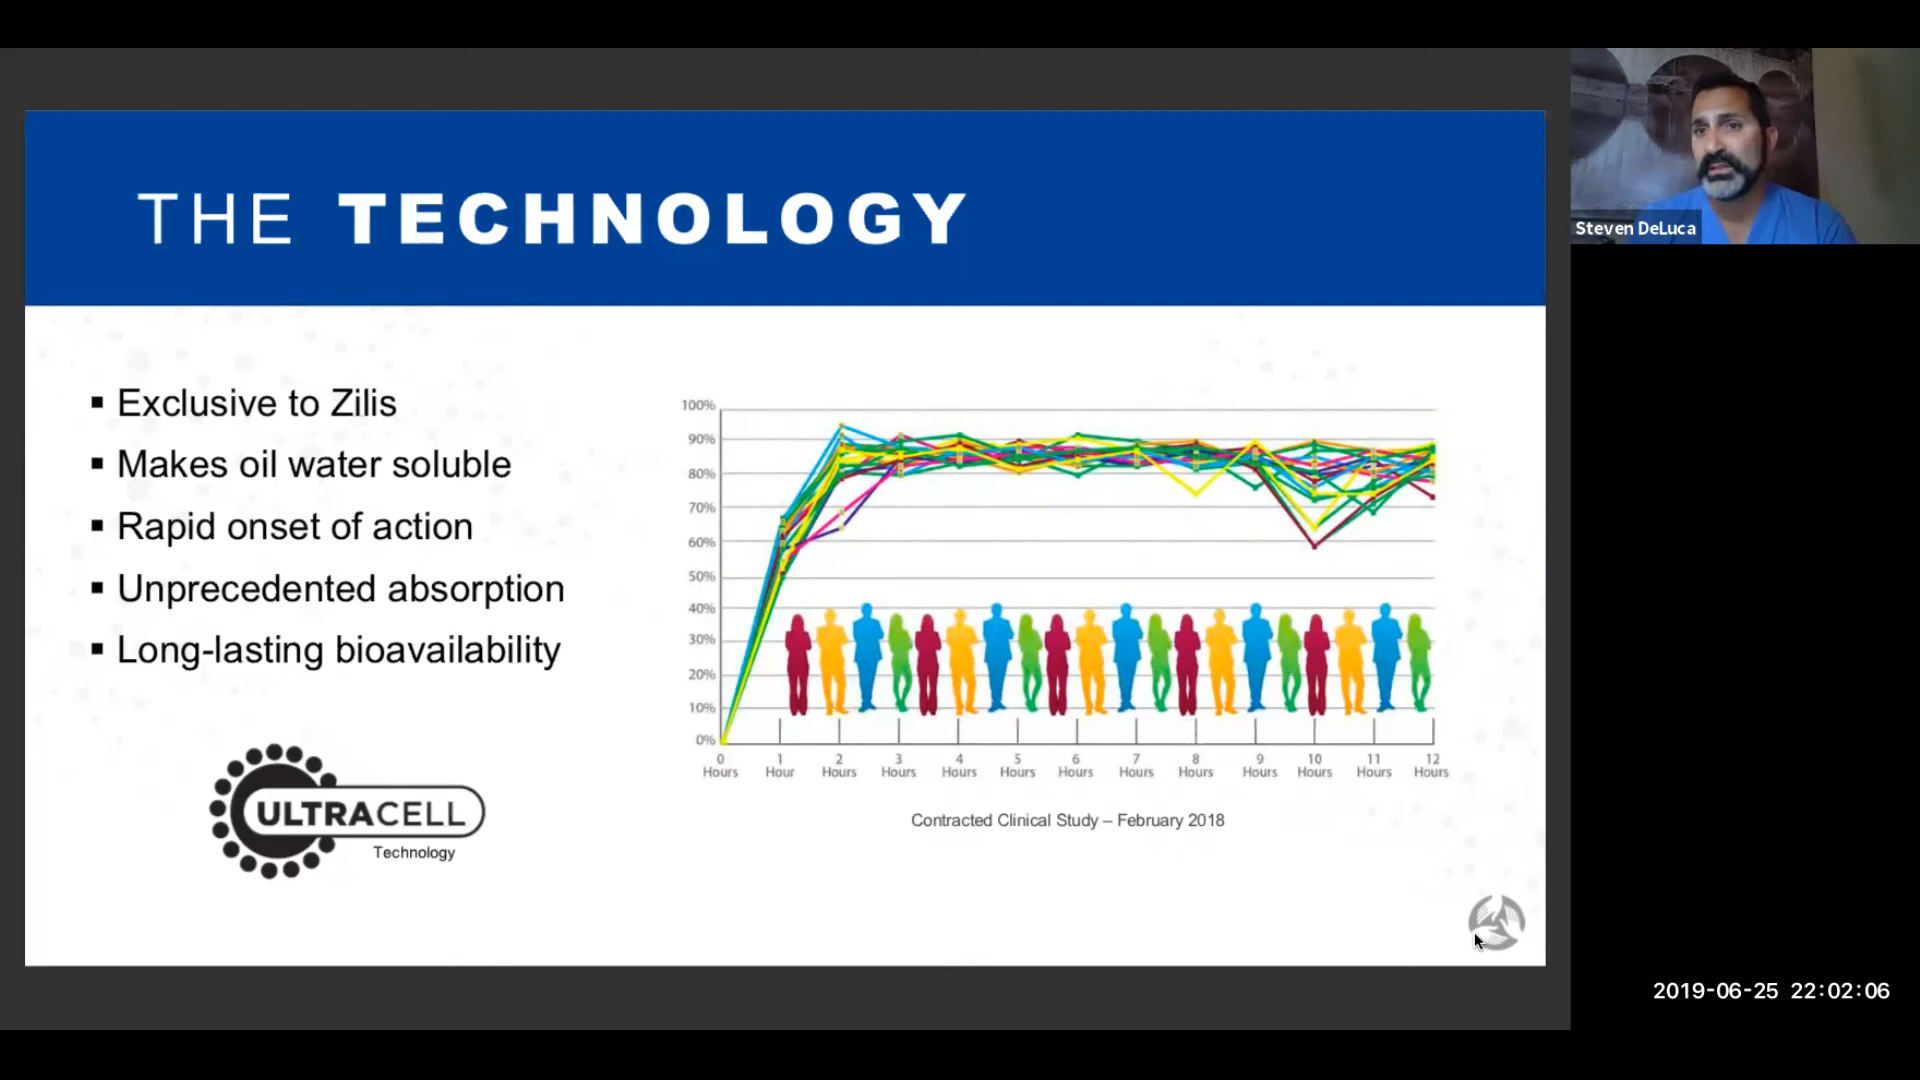 THE TECHNOLOGY
Steven DeLuca
▪ Exclusive to Zilis
▪ Makes oil water soluble
▪ Rapid onset of action
▪ Unprecedented absorption
▪ Long-lasting bioavailability
ULTRACELL
Technology
100%
90%
80%
70%
60%
50%
40%
30%
20%
10%
0%
0 1 2 3 4 5 6 7 8 9 10 11 12
Hours Hour Hours Hours Hours Hours Hours Hours Hours Hours Hours Hours Hours
Contracted Clinical Study – February 2018
2019-06-25 22:02:06